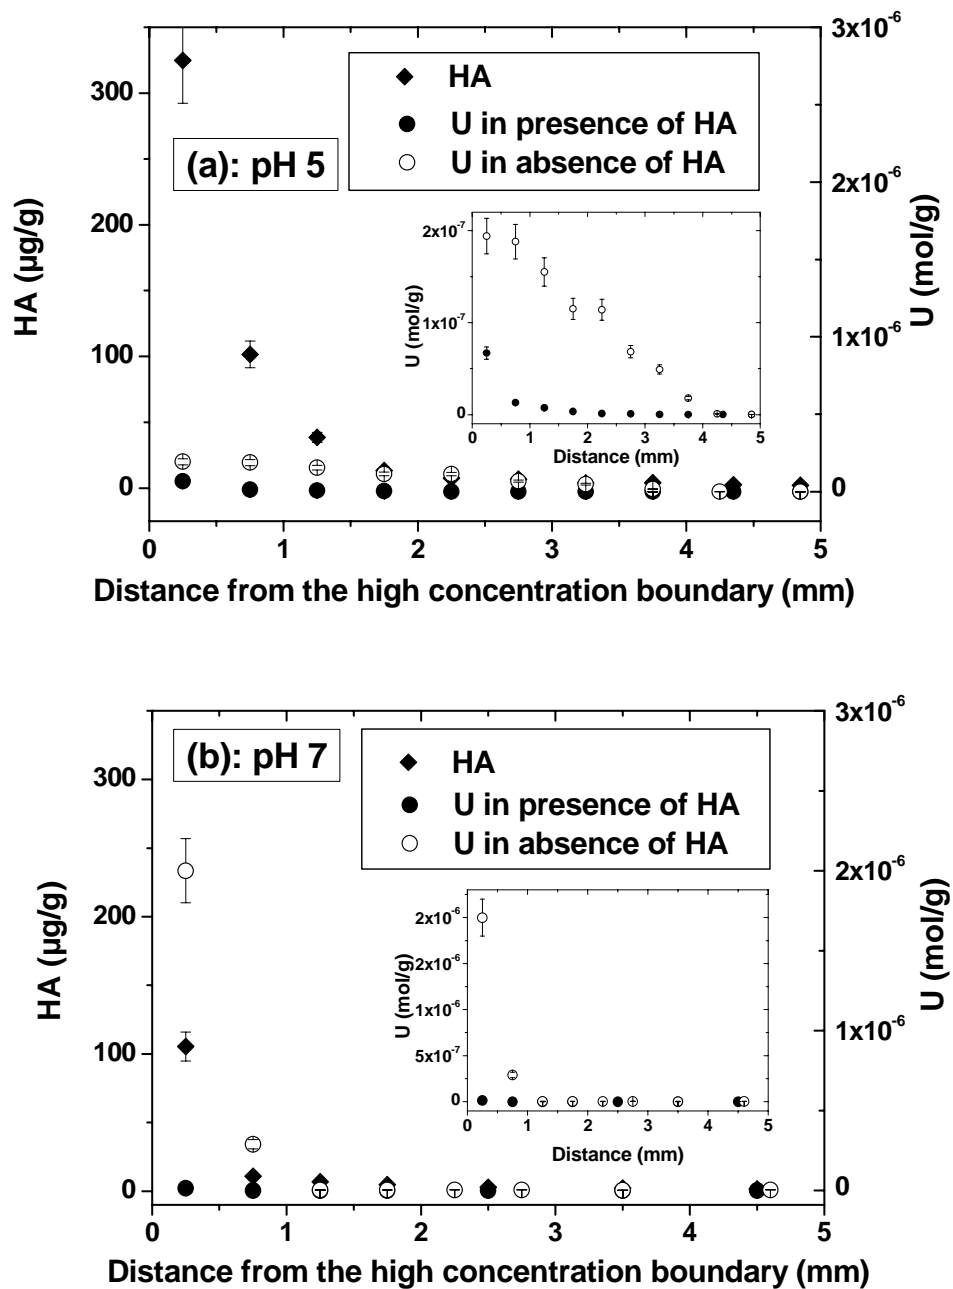 3x10⁻⁶
HA
300
U in presence of HA
(a): pH 5
U in absence of HA
2x10⁻⁶
2x10⁻⁷
200
HA (µg/g)
U (mol/g)
U (mol/g)
1x10⁻⁷
1x10⁻⁶
100
0
0 1 2 3 4 5
Distance (mm)
0
0
0 1 2 3 4 5
Distance from the high concentration boundary (mm)
3x10⁻⁶
(b): pH 7
HA
300
U in presence of HA
U in absence of HA
2x10⁻⁶
2x10⁻⁶
200
HA (µg/g)
2x10⁻⁶
U (mol/g)
U (mol/g)
1x10⁻⁶
1x10⁻⁶
100
5x10⁻⁷
0
0 1 2 3 4 5
Distance (mm)
0
0
0 1 2 3 4 5
Distance from the high concentration boundary (mm)